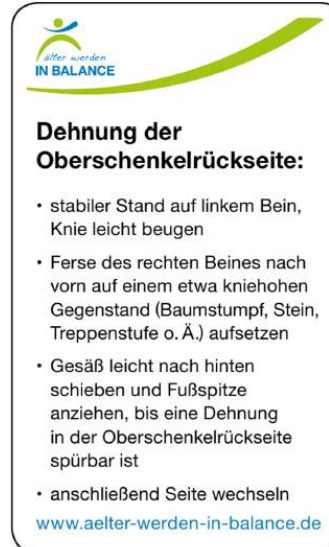 älter werden
IN BALANCE
Dehnung der
Oberschenkelrückseite:
• stabiler Stand auf linkem Bein,
Knie leicht beugen
• Ferse des rechten Beines nach
vorn auf einem etwa kniehohen
Gegenstand (Baumstumpf, Stein,
Treppenstufe o. Ä.) aufsetzen
• Gesäß leicht nach hinten
schieben und Fußspitze
anziehen, bis eine Dehnung
in der Oberschenkelrückseite
spürbar ist
• anschließend Seite wechseln
www.aelter-werden-in-balance.de